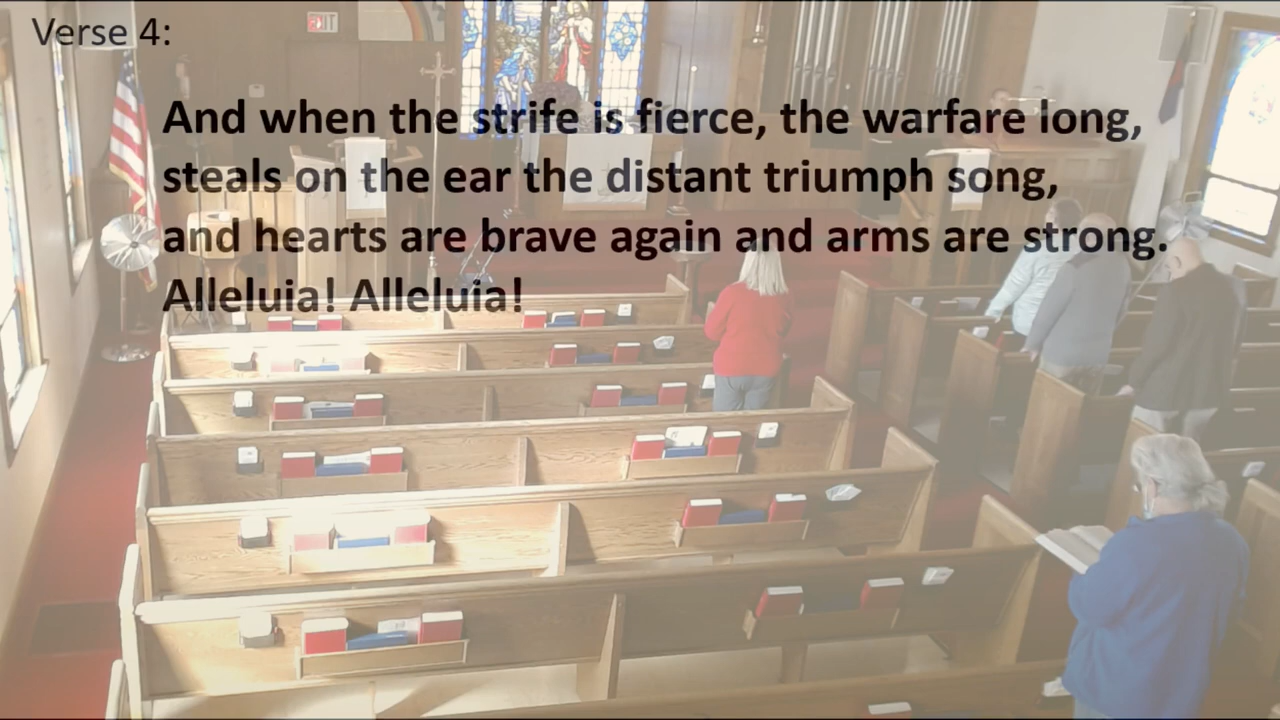 Verse 4:
EXIT
And when the strife is fierce, the warfare long,
steals on the ear the distant triumph song,
and hearts are brave again and arms are strong.
Alleluia! Alleluia!